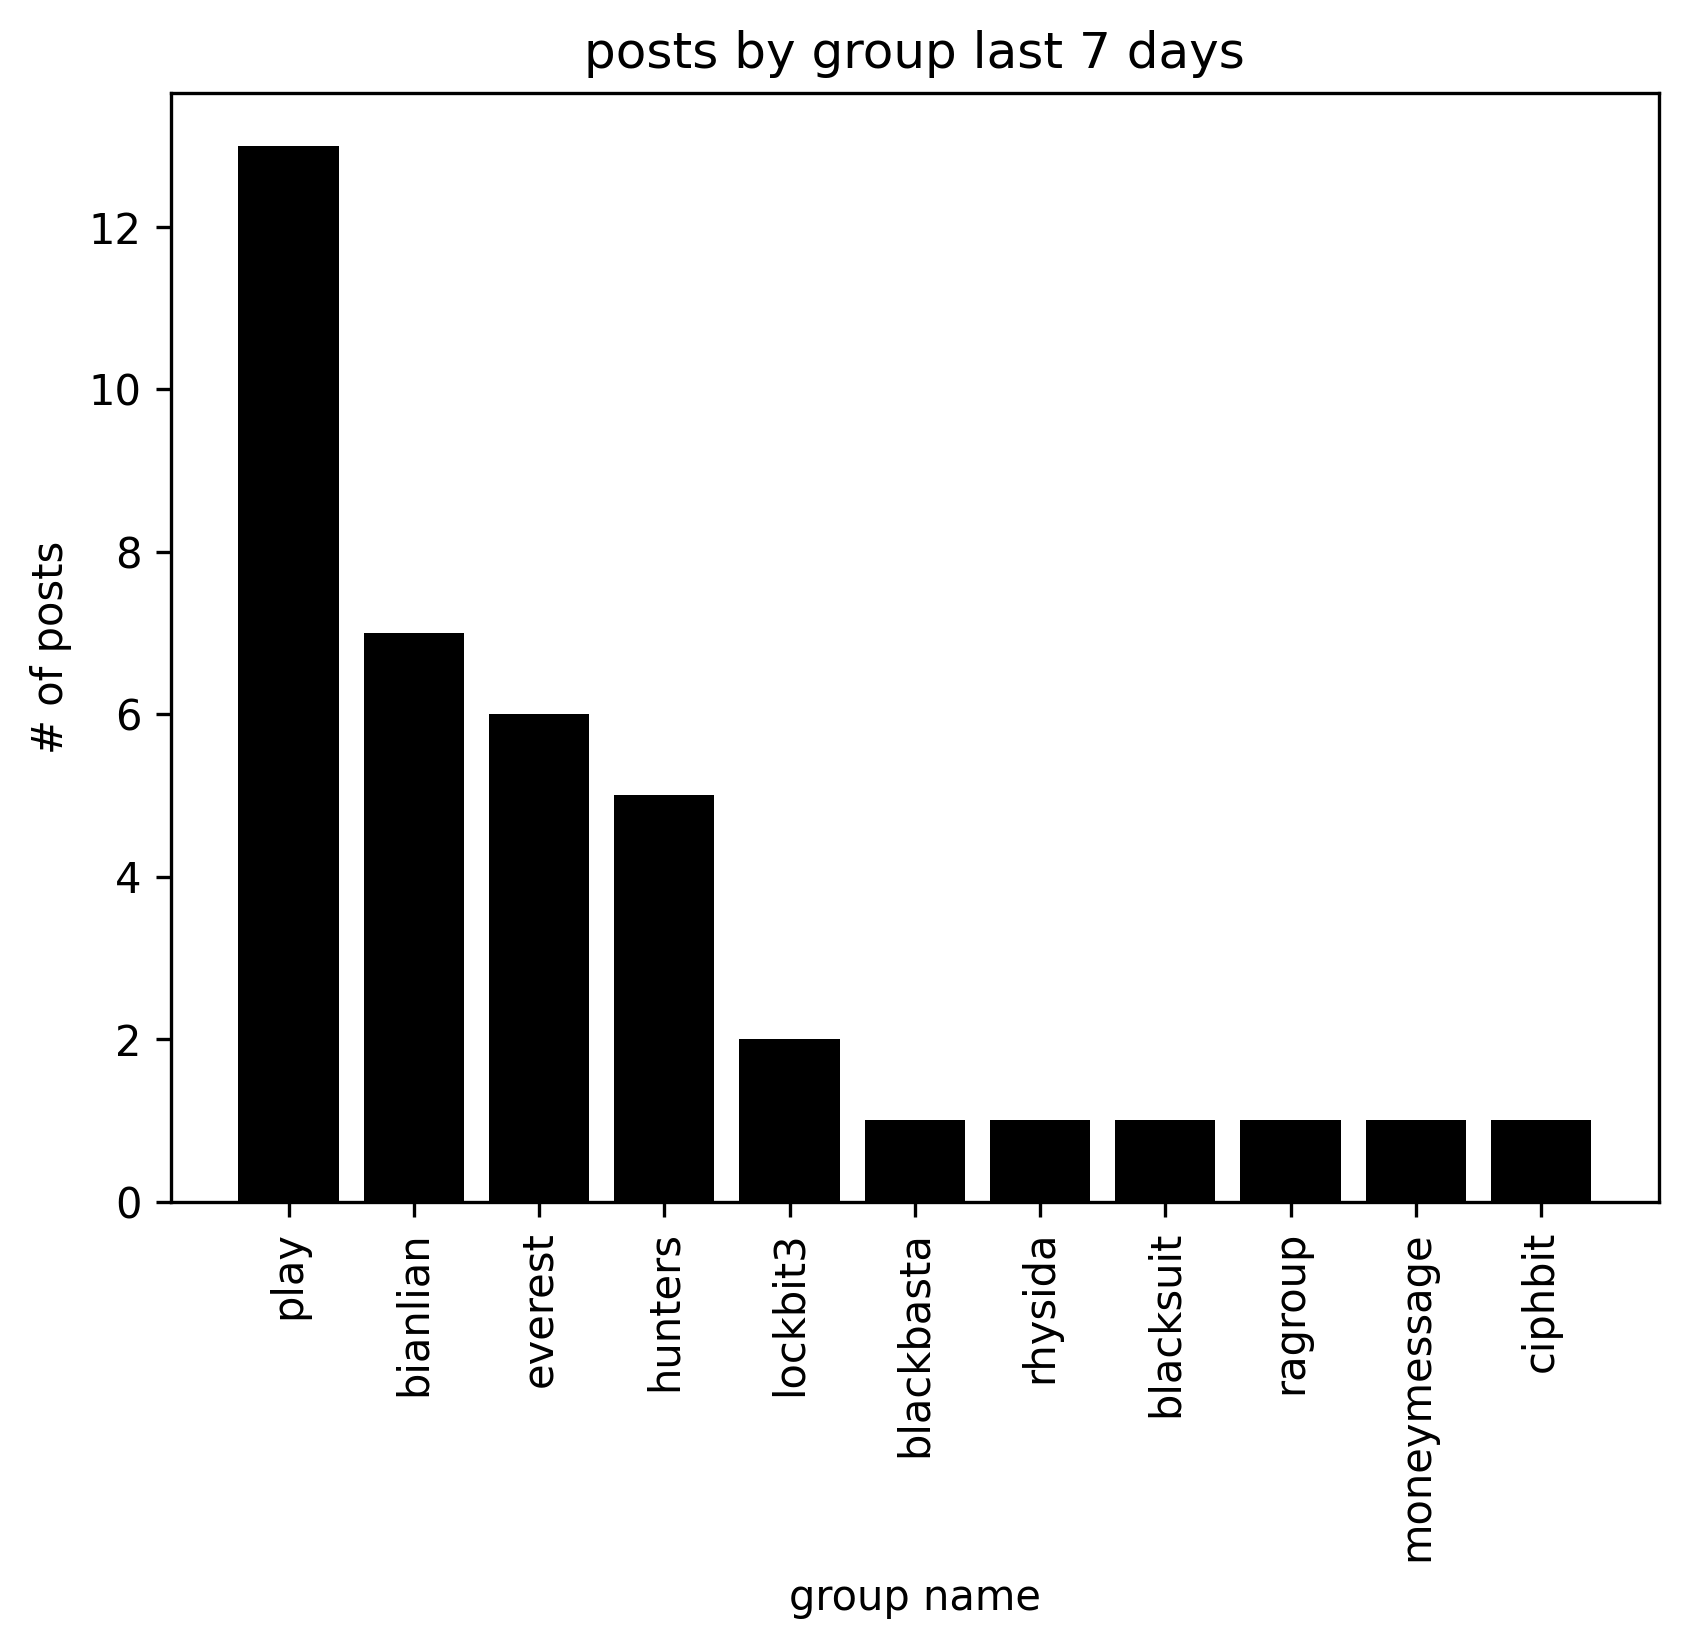 posts by group last 7 days
# of posts
12
10
8
6
4
2
0
play
bianlian
everest
hunters
lockbit3
blackbasta
rhysida
blacksuit
ragroup
moneymessage
ciphbit
group name